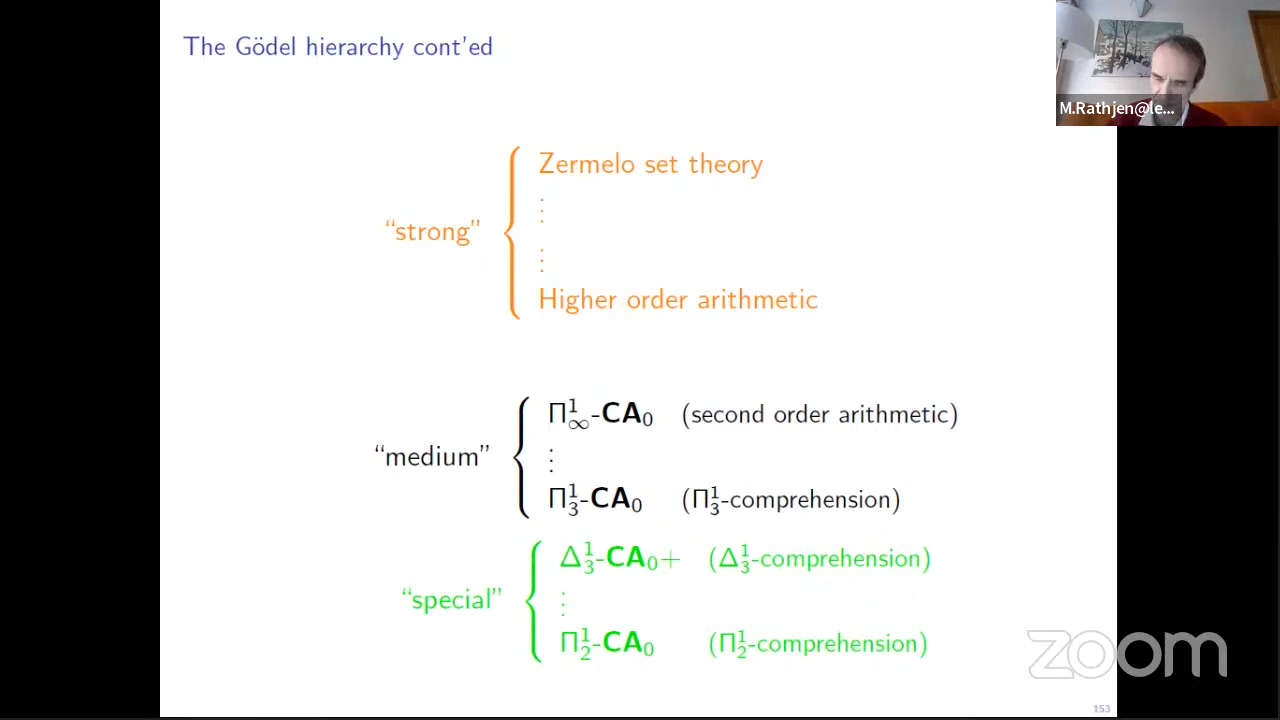 The Gödel hierarchy cont'ed
M.Rathjen@le...
Zermelo set theory
⋮
“strong”
⋮
Higher order arithmetic
Π¹∞-CA₀ (second order arithmetic)
“medium” ⋮
Π¹₃-CA₀ (Π¹₃-comprehension)
Δ¹₃-CA₀+ (Δ¹₃-comprehension)
“special” ⋮
Π¹₂-CA₀ (Π¹₂-comprehension)
zoom
153